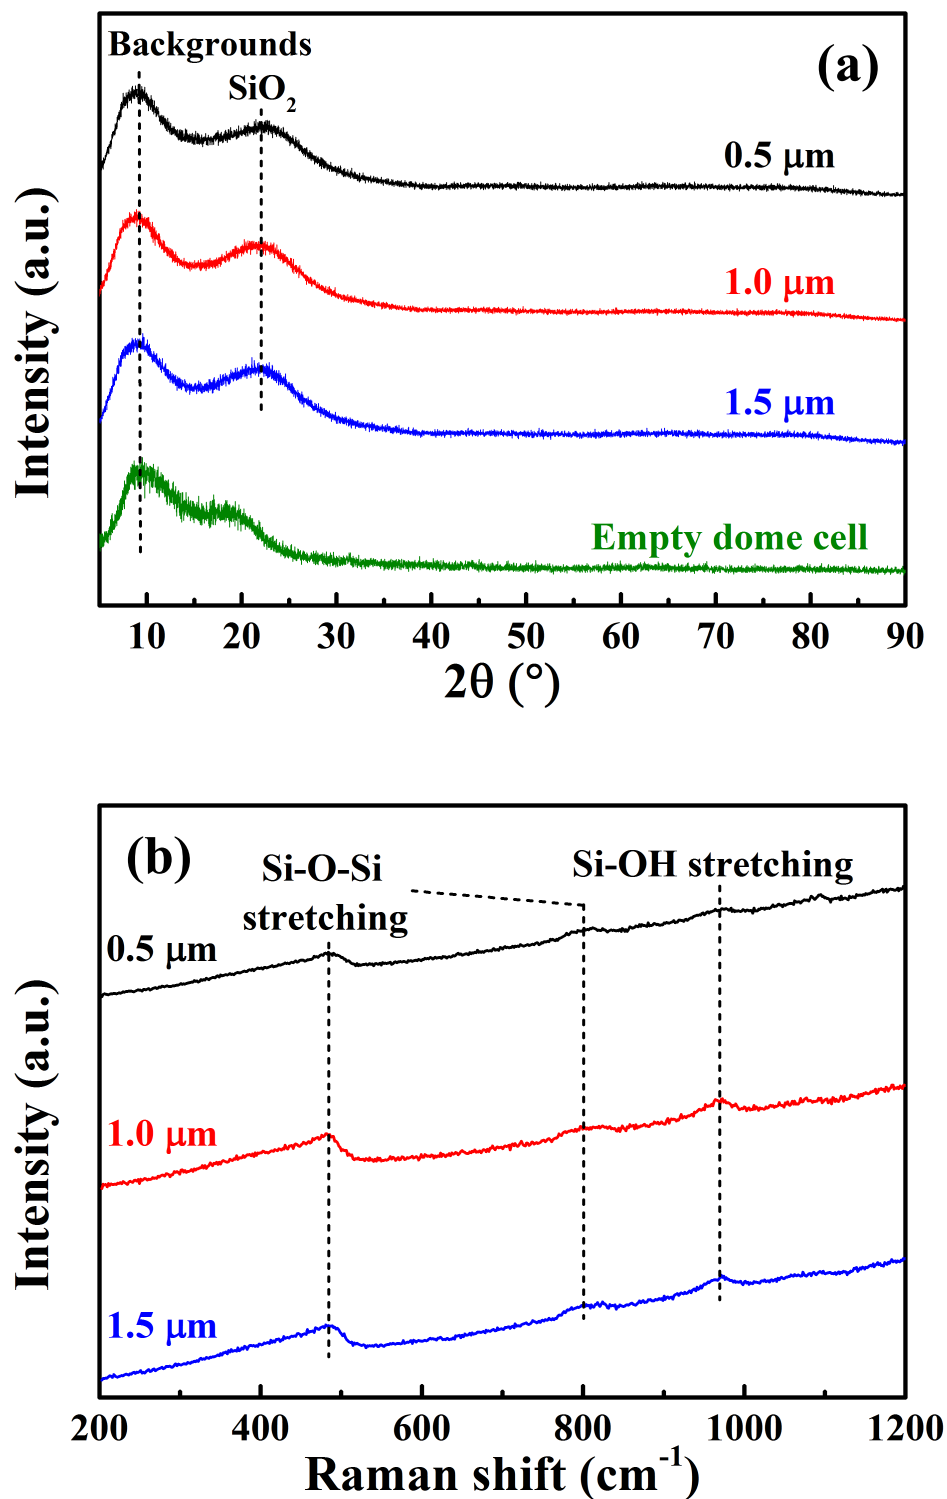 Backgrounds
(a)
SiO2
0.5 μm
1.0 μm
1.5 μm
Empty dome cell
Intensity (a.u.)
10 20 30 40 50 60 70 80 90
2θ (°)
(b)
Si-O-Si
stretching
Si-OH stretching
0.5 μm
1.0 μm
1.5 μm
Intensity (a.u.)
200 400 600 800 1000 1200
Raman shift (cm-1)